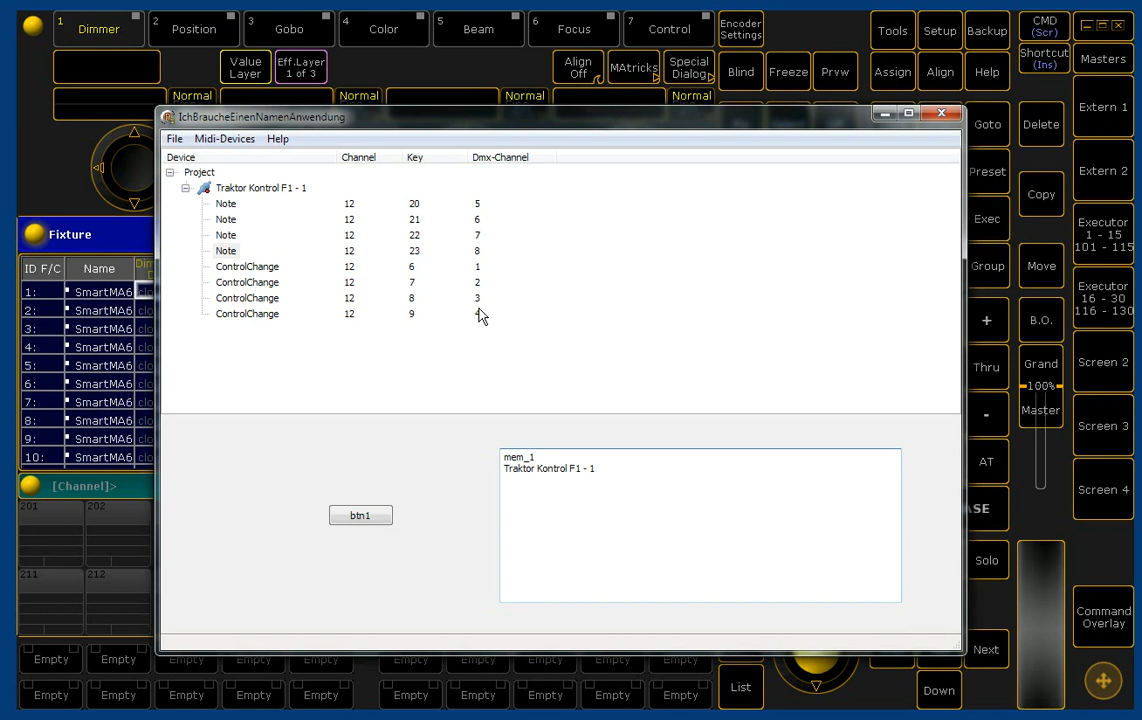 1 Dimmer 2 Position 3 Gobo 4 Color 5 Beam 6 Focus 7 Control
Encoder Settings
Tools Setup Backup
CMD (Scr)
Value Layer
Eff.Layer 1 of 3
Align Off
MAtricks
Special Dialog
Blind Freeze Prvw
Assign Align Help
Shortcut (Ins)
Masters
Normal Normal Normal Normal
IchBraucheEinenNamenAnwendung
File Midi-Devices Help
Device Channel Key Dmx-Channel
Project
Traktor Kontrol F1 - 1
Note 12 20 5
Note 12 21 6
Note 12 22 7
Note 12 23 8
ControlChange 12 6 1
ControlChange 12 7 2
ControlChange 12 8 3
ControlChange 12 9
mem_1
Traktor Kontrol F1 - 1
btn1
Fixture
ID F/C Name
1: SmartMA6
2: SmartMA6
3: SmartMA6
4: SmartMA6
5: SmartMA6
6: SmartMA6
7: SmartMA6
8: SmartMA6
9: SmartMA6
10: SmartMA6
[Channel]>
201 202
211 212
Goto Delete
Preset Copy
Exec
Group Move
+ B.O.
Thru
Grand
100%
Master
-
AT
Solo
Next
Extern 1
Extern 2
Executor
1 - 15
101 - 115
Executor
16 - 30
116 - 130
Screen 2
Screen 3
Screen 4
Command Overlay
Empty Empty Empty Empty Empty Empty Empty Empty Empty Empty
Empty Empty Empty Empty Empty Empty Empty Empty Empty Empty
List Down